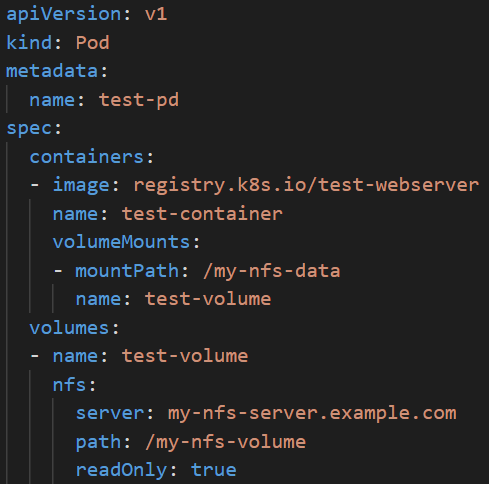 apiVersion: v1
kind: Pod
metadata:
  name: test-pd
spec:
  containers:
  - image: registry.k8s.io/test-webserver
    name: test-container
    volumeMounts:
    - mountPath: /my-nfs-data
      name: test-volume
  volumes:
  - name: test-volume
    nfs:
      server: my-nfs-server.example.com
      path: /my-nfs-volume
      readOnly: true